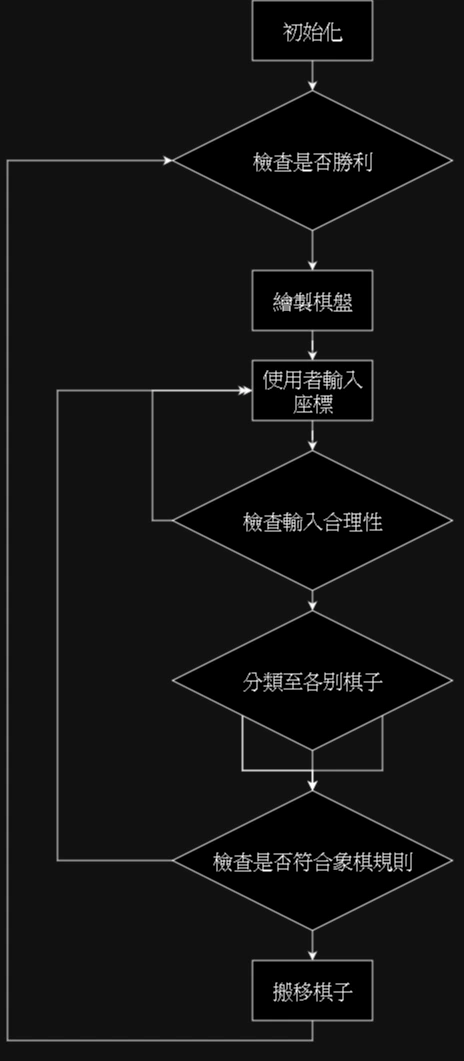 初始化
檢查是否勝利
繪製棋盤
使用者輸入
座標
檢查輸入合理性
分類至各別棋子
檢查是否符合象棋規則
搬移棋子